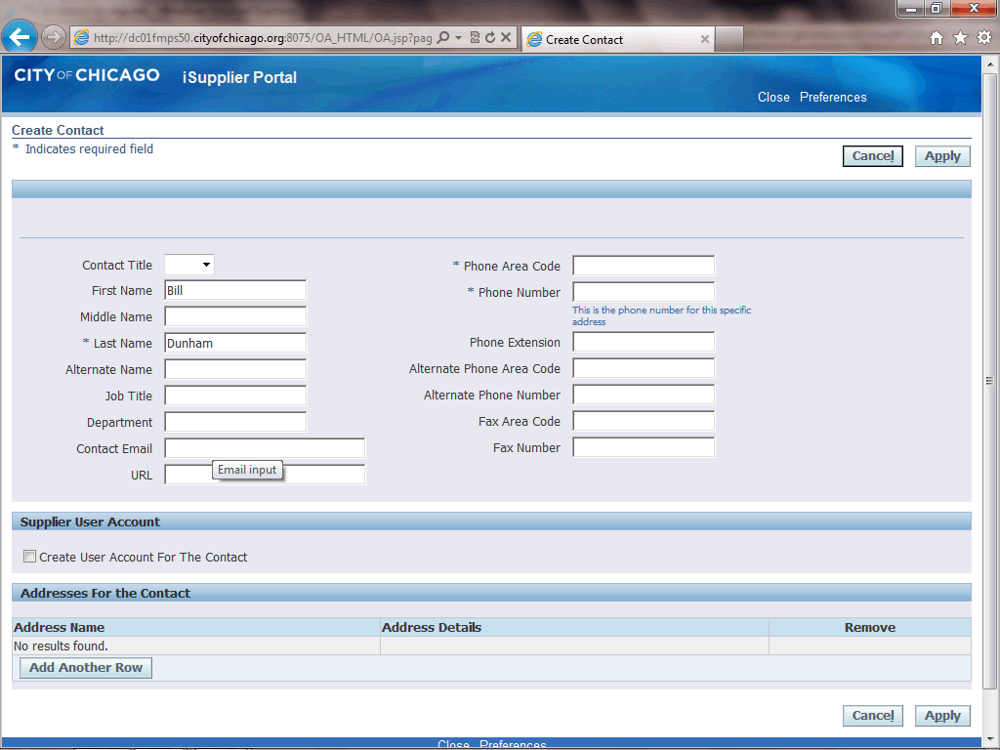 http://dc01fmps50.cityofchicago.org:8075/OA_HTML/OA.jsp?pag
Create Contact
CITY OF CHICAGO iSupplier Portal
Close Preferences
Create Contact
* Indicates required field
Cancel Apply
Contact Title
First Name Bill
Middle Name
* Last Name Dunham
Alternate Name
Job Title
Department
Contact Email
Email input
URL
* Phone Area Code
* Phone Number
This is the phone number for this specific
address
Phone Extension
Alternate Phone Area Code
Alternate Phone Number
Fax Area Code
Fax Number
Supplier User Account
Create User Account For The Contact
Addresses For the Contact
Address Name Address Details Remove
No results found.
Add Another Row
Cancel Apply
Close Preferences